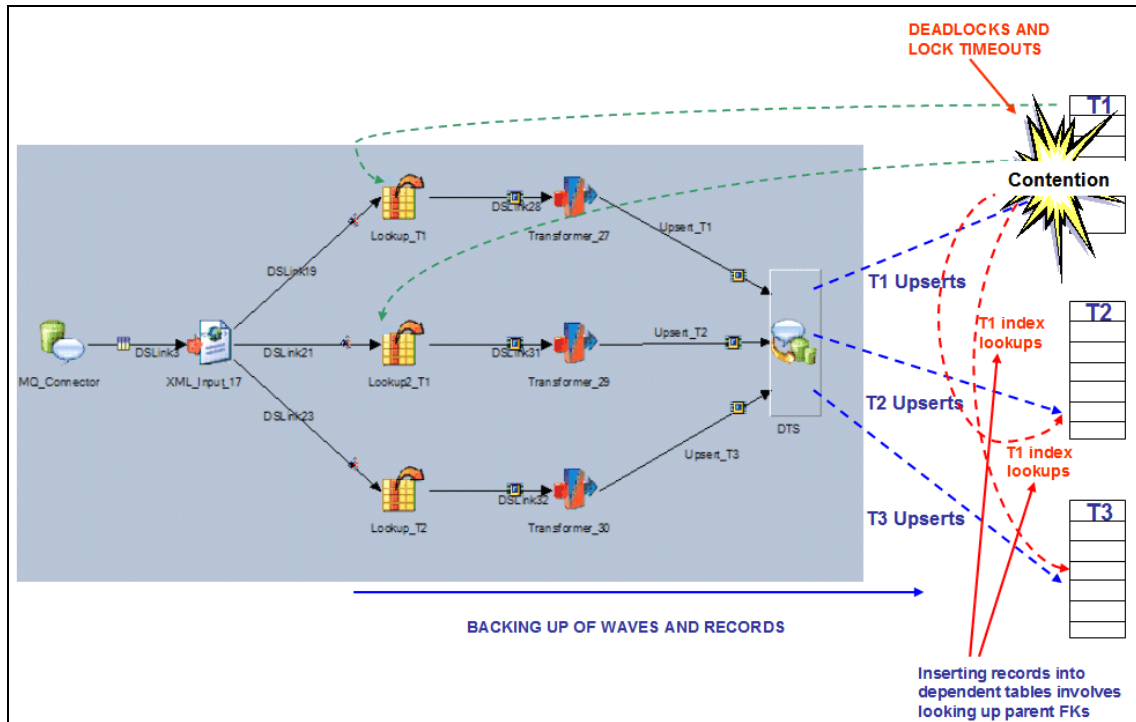 DEADLOCKS AND
LOCK TIMEOUTS
T1
Contention
Lookup_T1
DSLink28
Transformer_27
Upsert_T1
DSLink19
T1 Upserts
MQ_Connector
DSLink3
XML_Input_17
DSLink21
Lookup2_T1
DSLink31
Transformer_29
Upsert_T2
DTS
T2
T1 index
lookups
T2 Upserts
DSLink23
Lookup_T2
DSLink32
Transformer_30
Upsert_T3
T1 index
lookups
T3 Upserts
T3
BACKING UP OF WAVES AND RECORDS
Inserting records into
dependent tables involves
looking up parent FKs